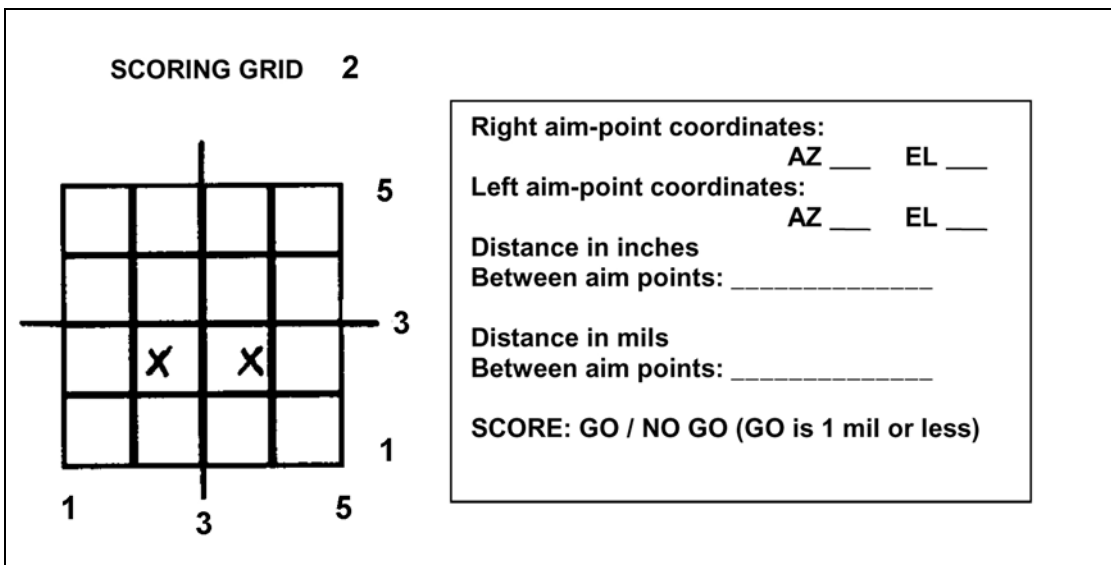 SCORING GRID 2
5
3
X X
1
1 3 5
Right aim-point coordinates:
AZ ___ EL ___
Left aim-point coordinates:
AZ ___ EL ___
Distance in inches
Between aim points: ______________
Distance in mils
Between aim points: ______________
SCORE: GO / NO GO (GO is 1 mil or less)